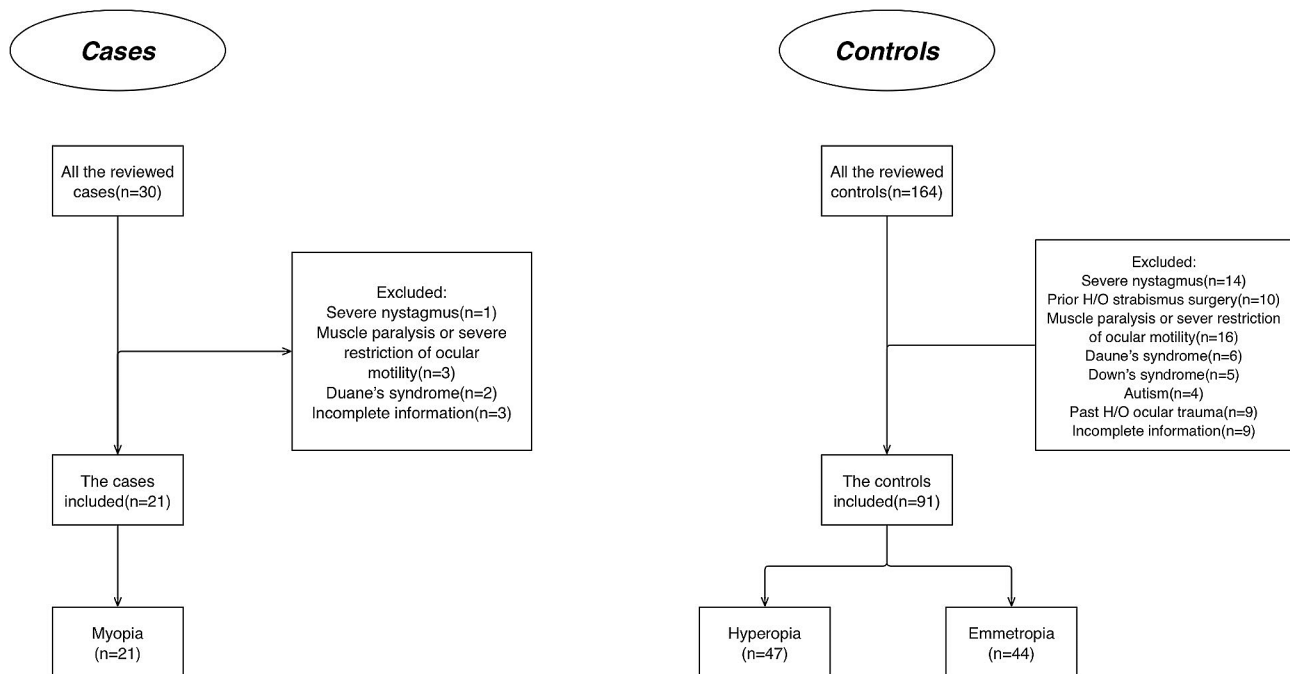 Cases
All the reviewed
cases(n=30)
Excluded:
Severe nystagmus(n=1)
Muscle paralysis or severe
restriction of ocular
motility(n=3)
Duane’s syndrome(n=2)
Incomplete information(n=3)
The cases
included(n=21)
Myopia
(n=21)
Controls
All the reviewed
controls(n=164)
Excluded:
Severe nystagmus(n=14)
Prior H/O strabismus surgery(n=10)
Muscle paralysis or sever restriction
of ocular motility(n=16)
Daune’s syndrome(n=6)
Down’s syndrome(n=5)
Autism(n=4)
Past H/O ocular trauma(n=9)
Incomplete information(n=9)
The controls
included(n=91)
Hyperopia
(n=47)
Emmetropia
(n=44)